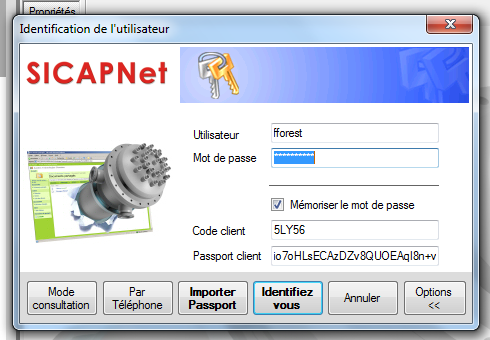 Propriétés
Identification de l'utilisateur
SICAPNet
Utilisateur
fforest
Mot de passe
Mémoriser le mot de passe
Code client
5LY56
Passport client
io7oHLsECAzDZv8QUOEAqI8n+v
Mode
consultation
Par
Téléphone
Importer
Passport
Identifiez
vous
Annuler
Options
<<